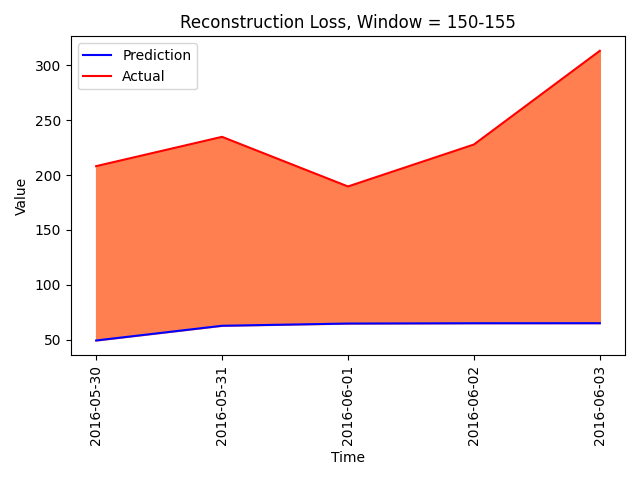 Reconstruction Loss, Window = 150-155
Prediction
Actual
Value
300
250
200
150
100
50
2016-05-30
2016-05-31
2016-06-01
2016-06-02
2016-06-03
Time